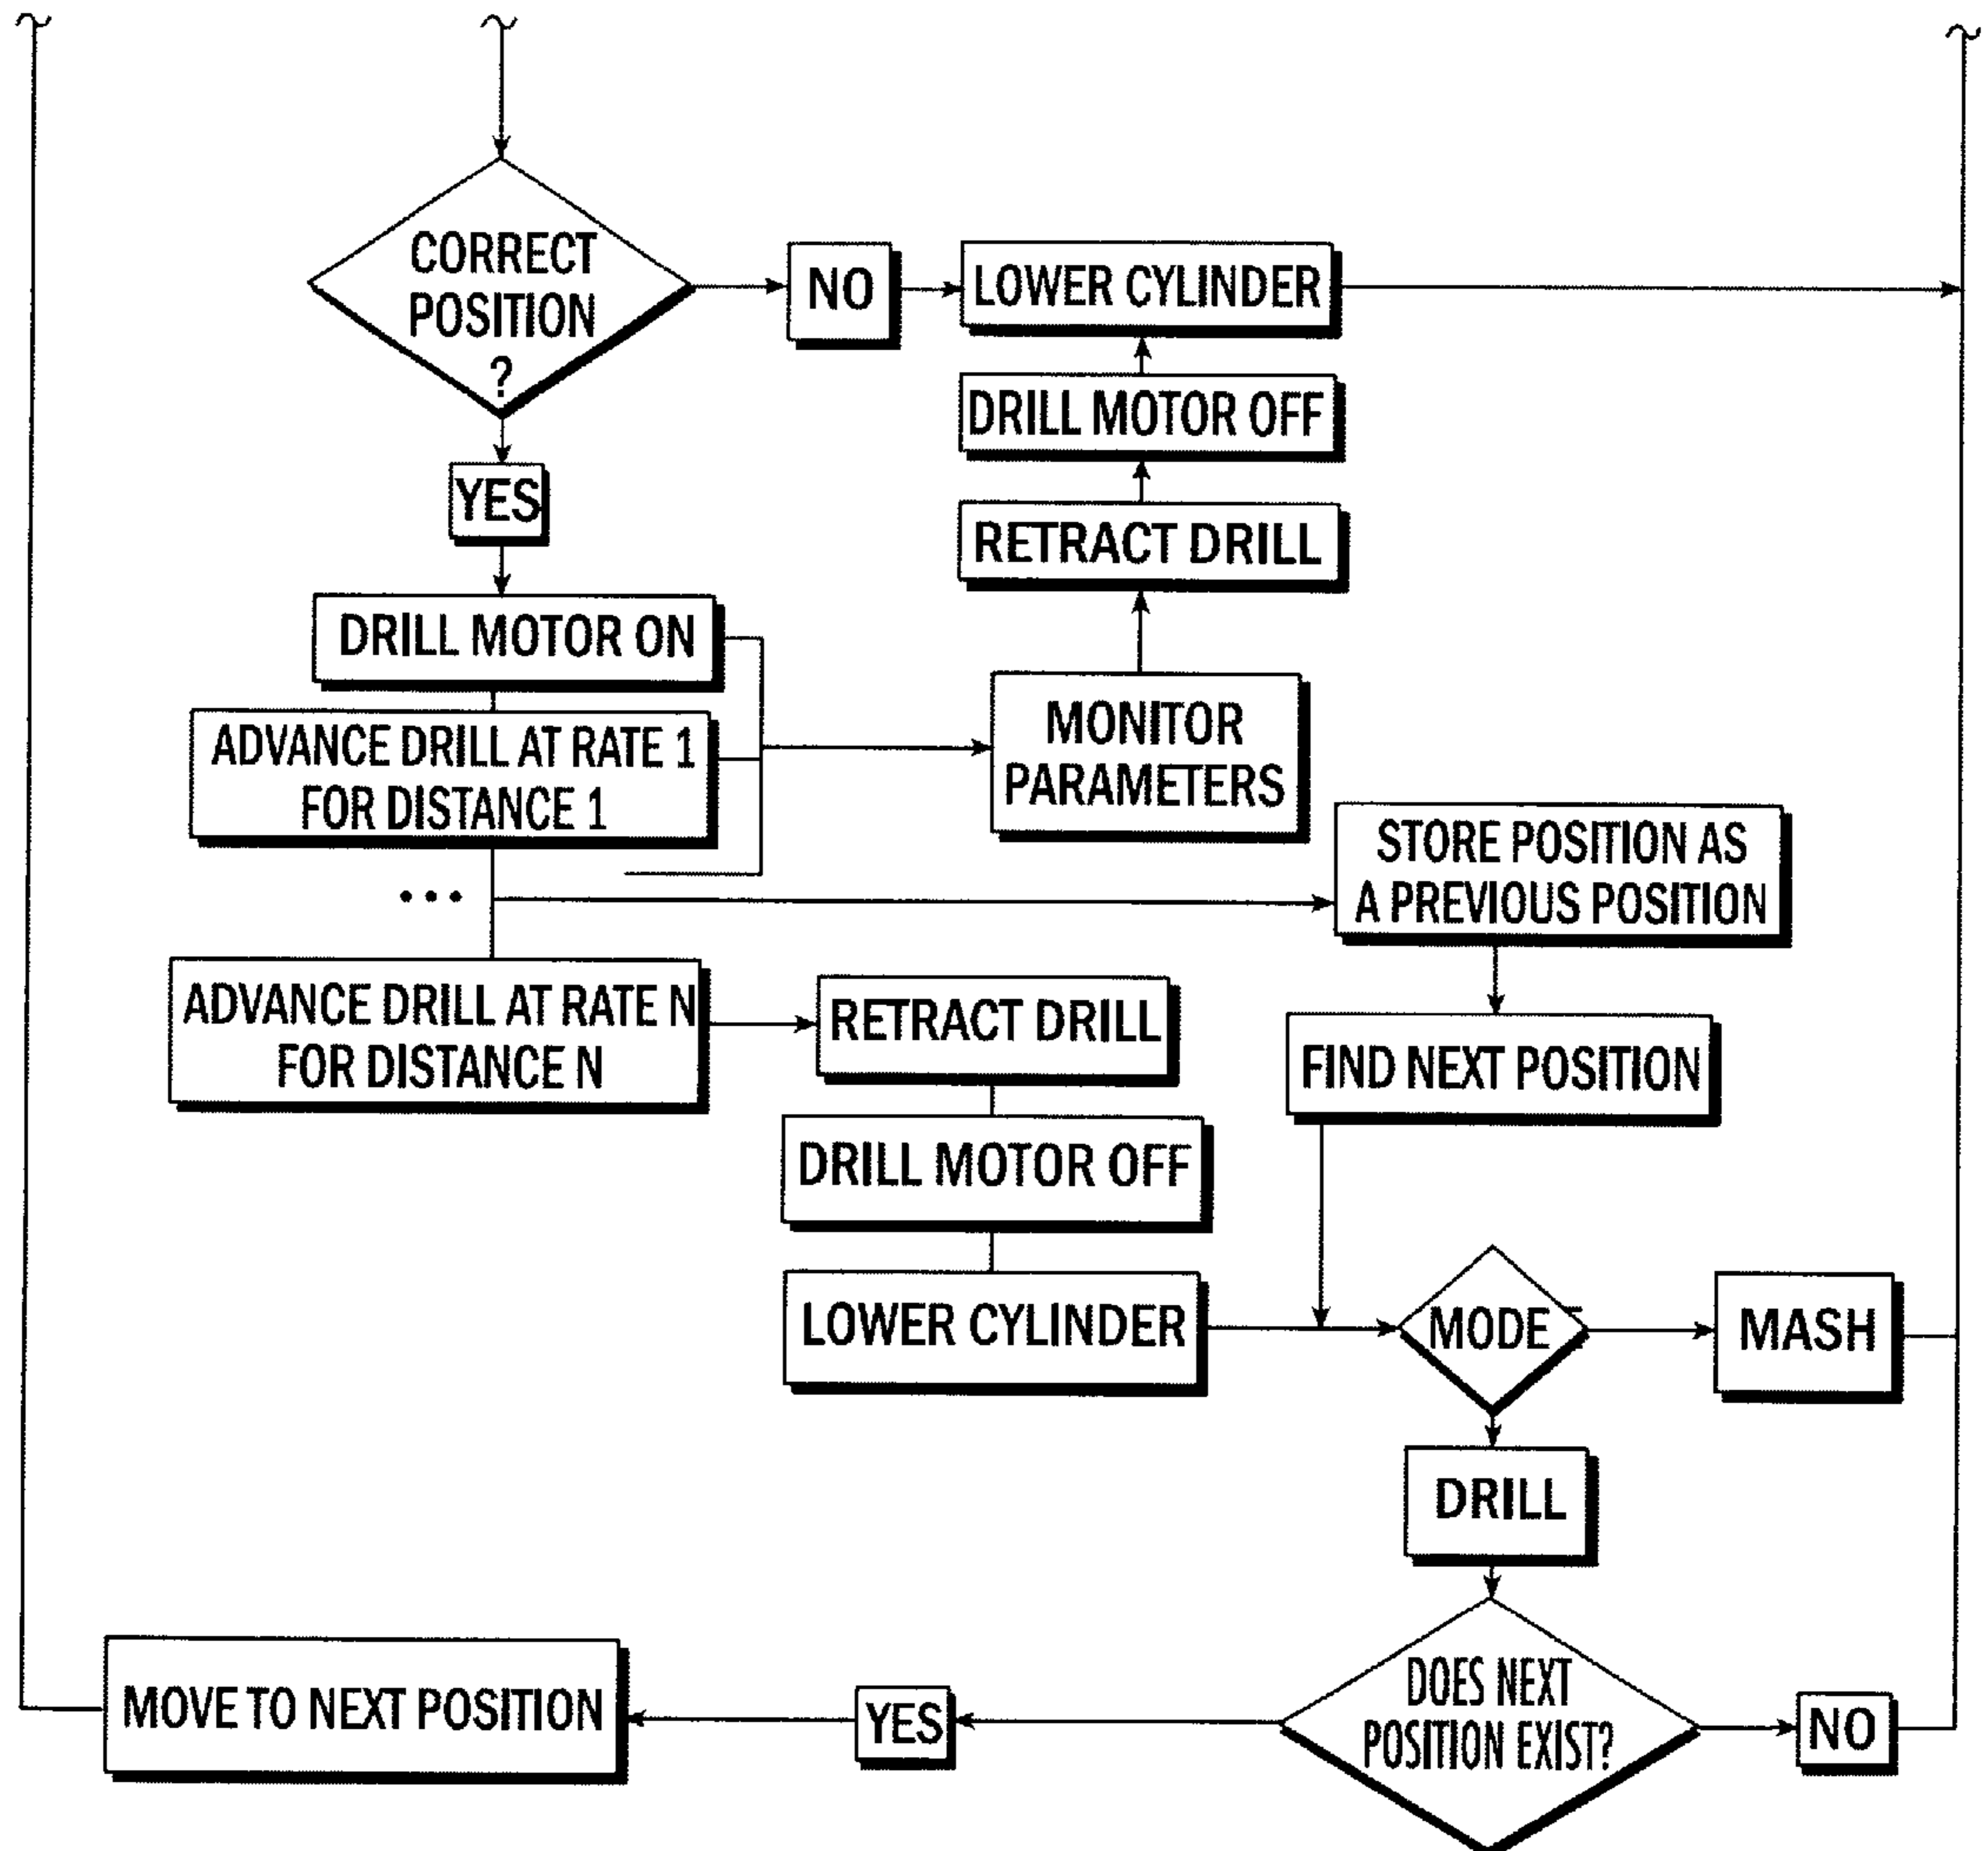 CORRECT
POSITION
?
NO
LOWER CYLINDER
DRILL MOTOR OFF
YES
RETRACT DRILL
DRILL MOTOR ON
MONITOR
PARAMETERS
ADVANCE DRILL AT RATE 1
FOR DISTANCE 1
STORE POSITION AS
A PREVIOUS POSITION
...
ADVANCE DRILL AT RATE N
FOR DISTANCE N
RETRACT DRILL
FIND NEXT POSITION
DRILL MOTOR OFF
LOWER CYLINDER
MODE
MASH
DRILL
DOES NEXT
POSITION EXIST?
NO
YES
MOVE TO NEXT POSITION